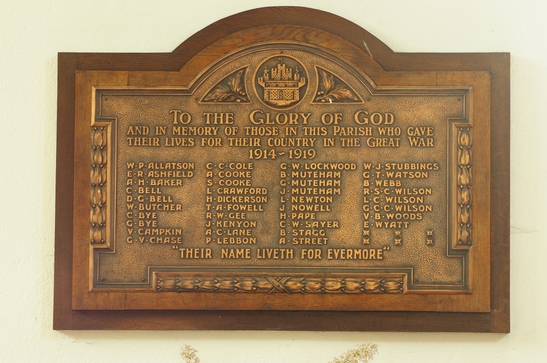 To the Glory of God
and in memory of those in this Parish who gave
their lives for their country in the Great War
1914-1919
W·P·Allatson C·C·Cole G·W·Lockwood W·J·Stubbings
E·R·Ashfield A·Cooke B·Muteham G·T·Watson
A·H·Baker S·Cooke G·Muteham B·Webb
C·Bell L·Crawford J·Muteham R·S·C·Wilson
D·G·Bell H·Dickerson L·Newton L·C·Wilson
W·Butcher T·A·Fowell J·Nowell G·C·C·Wilson
C·Bye R·W·Gee H·Pape V·B·Woods
G·Bye J·Kenyon C·W·Sayer E·Wyatt
V·Campkin A·C·Lane B·Stagg
G·V·Chase P·Lebbon A·Street
"Their name liveth for evermore"